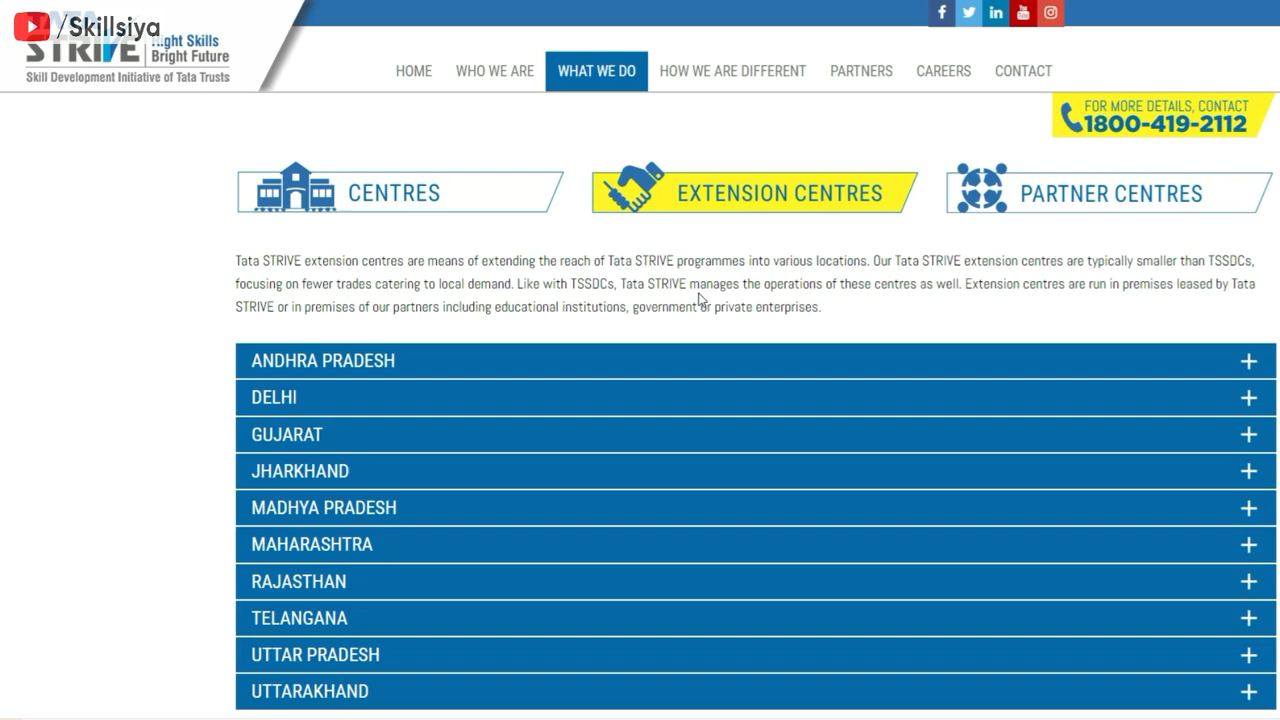 /Skillsiya
STRIVE
Right Skills
Bright Future
Skill Development Initiative of Tata Trusts
HOME WHO WE ARE WHAT WE DO HOW WE ARE DIFFERENT PARTNERS CAREERS CONTACT
FOR MORE DETAILS, CONTACT
1800-419-2112
CENTRES EXTENSION CENTRES PARTNER CENTRES
Tata STRIVE extension centres are means of extending the reach of Tata STRIVE programmes into various locations. Our Tata STRIVE extension centres are typically smaller than TSSDCs,
focusing on fewer trades catering to local demand. Like with TSSDCs, Tata STRIVE manages the operations of these centres as well. Extension centres are run in premises leased by Tata
STRIVE or in premises of our partners including educational institutions, government or private enterprises.
ANDHRA PRADESH
DELHI
GUJARAT
JHARKHAND
MADHYA PRADESH
MAHARASHTRA
RAJASTHAN
TELANGANA
UTTAR PRADESH
UTTARAKHAND